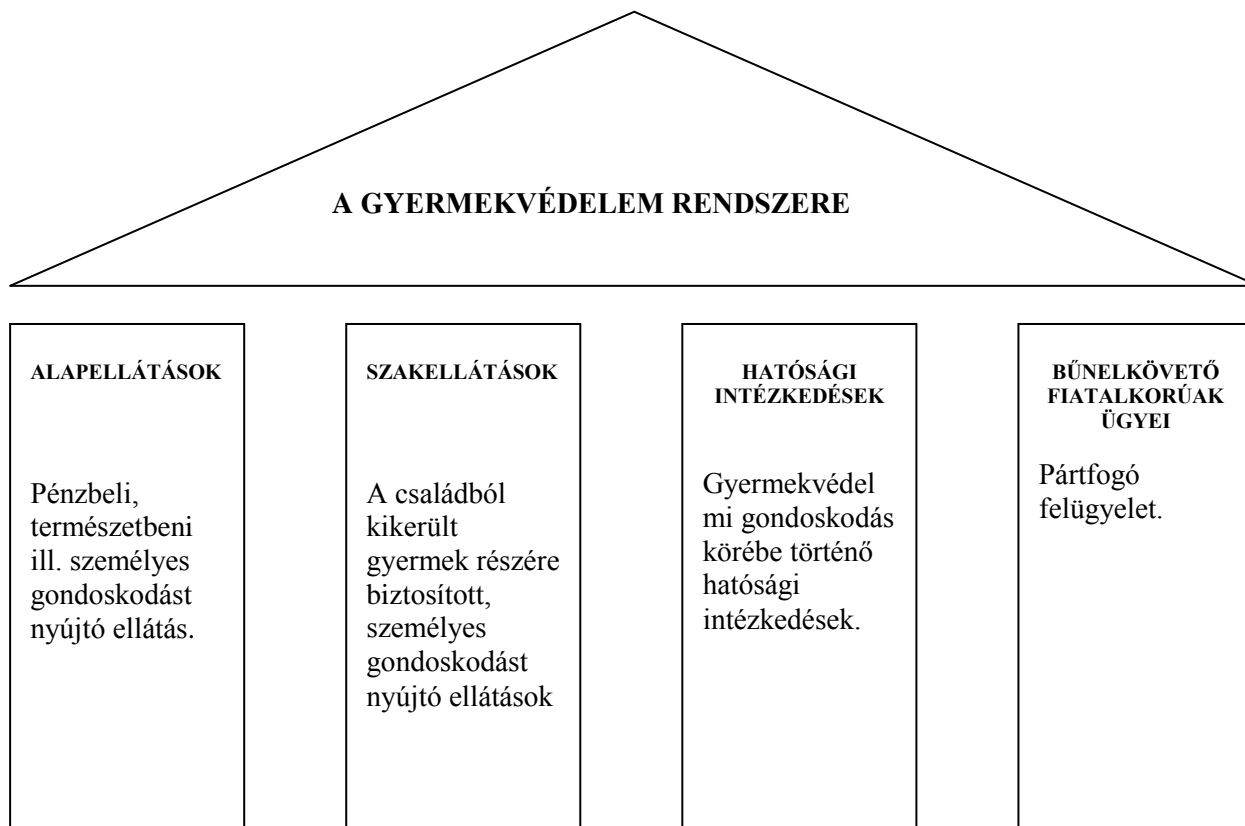 A GYERMEKVÉDELEM RENDSZERE
ALAPELLÁTÁSOK
Pénzbeli,
természetbeni
ill. személyes
gondoskodást
nyújtó ellátás.
SZAKELLÁTÁSOK
A családból
kikerült
gyermek részére
biztosított,
személyes
gondoskodást
nyújtó ellátások
HATÓSÁGI
INTÉZKEDÉSEK
Gyermekvédel
mi gondoskodás
körébe történő
hatósági
intézkedések.
BŰNELKÖVETŐ
FIATALKORÚAK
ÜGYEI
Pártfogó
felügyelet.